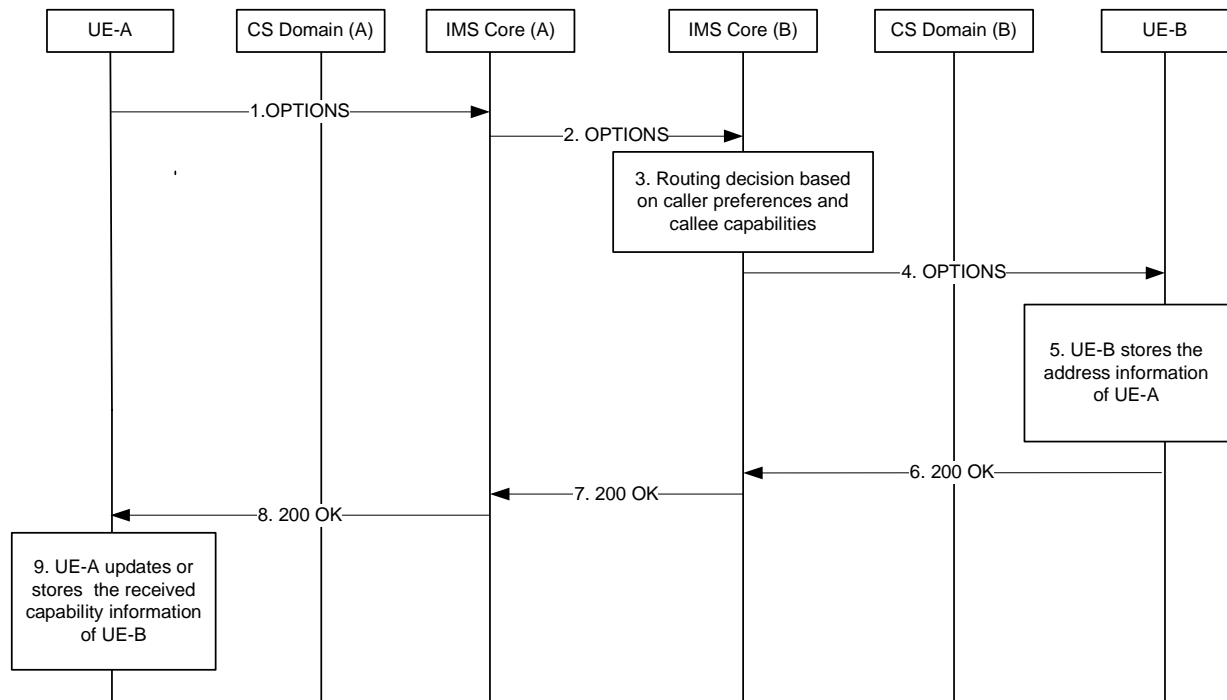 UE-A
CS Domain (A)
IMS Core (A)
IMS Core (B)
CS Domain (B)
UE-B
1.OPTIONS
2. OPTIONS
3. Routing decision based
on caller preferences and
callee capabilities
4. OPTIONS
5. UE-B stores the
address information
of UE-A
6. 200 OK
7. 200 OK
8. 200 OK
9. UE-A updates or
stores the received
capability information
of UE-B